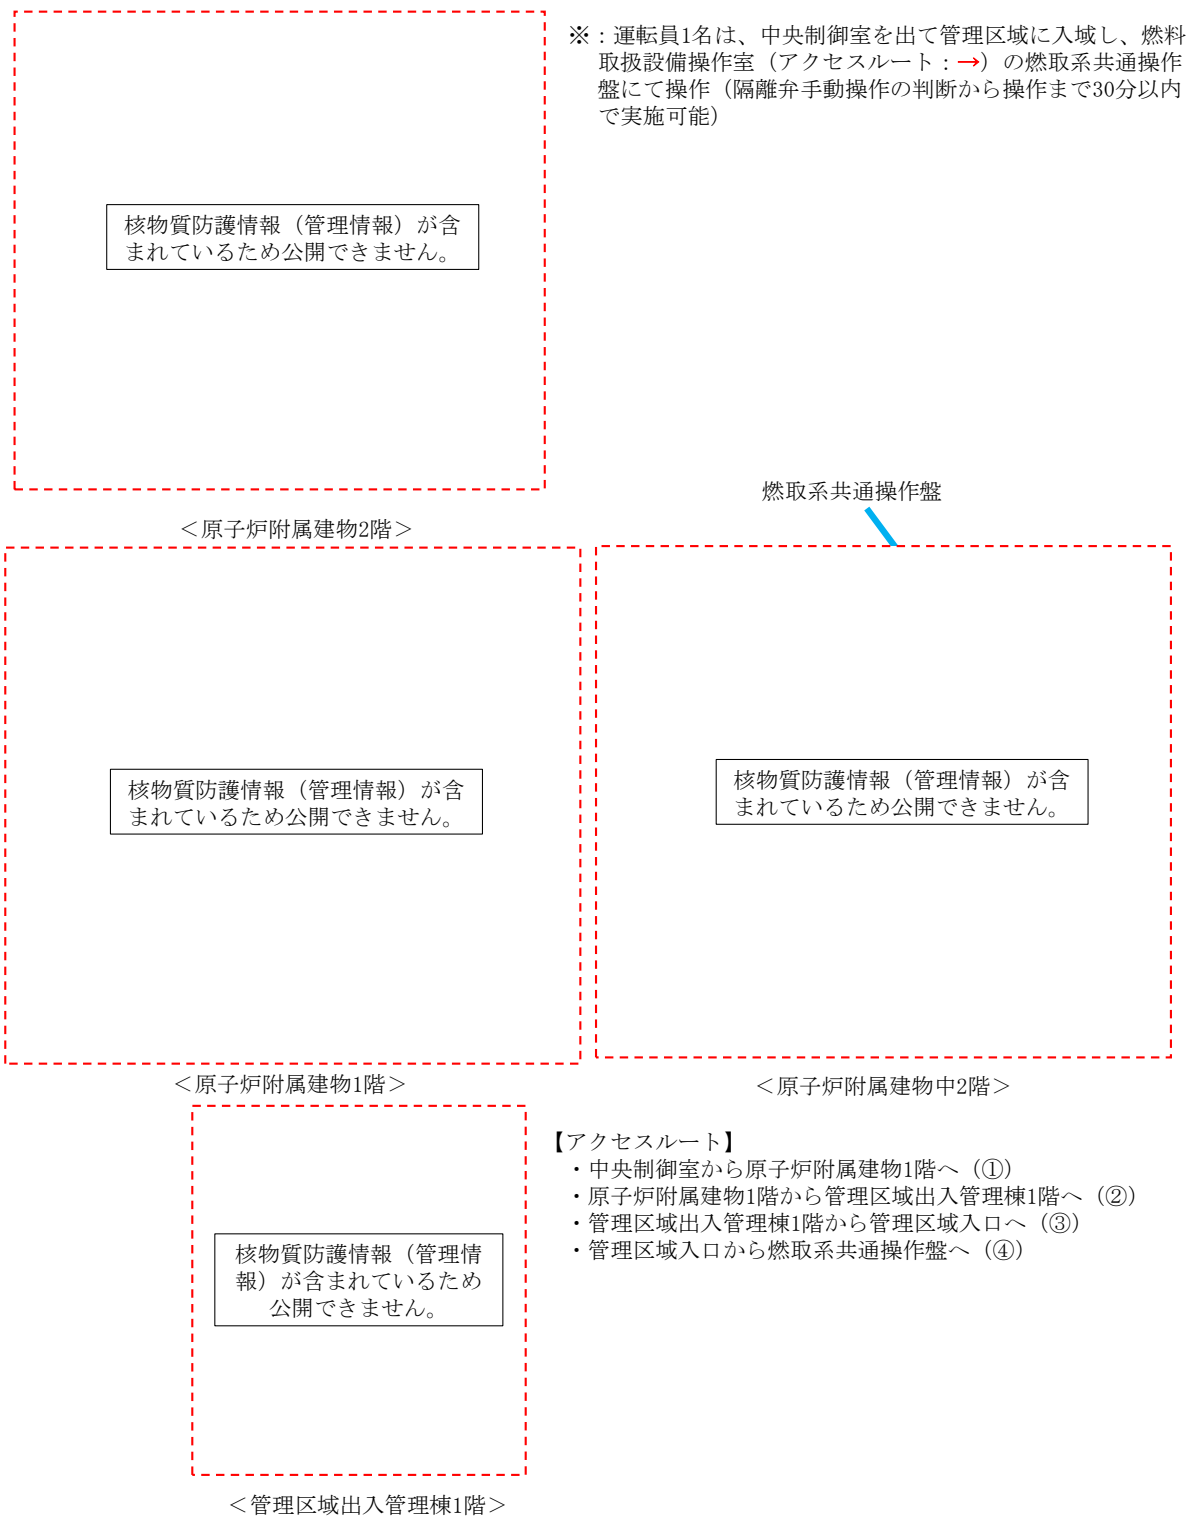 ※：運転員1名は、中央制御室を出て管理区域に入域し、燃料
取扱設備操作室（アクセスルート：→）の燃取系共通操作
盤にて操作（隔離弁手動操作の判断から操作まで30分以内
で実施可能）
核物質防護情報（管理情報）が含
まれているため公開できません。
＜原子炉附属建物2階＞
燃取系共通操作盤
核物質防護情報（管理情報）が含
まれているため公開できません。
＜原子炉附属建物1階＞
核物質防護情報（管理情報）が含
まれているため公開できません。
＜原子炉附属建物中2階＞
核物質防護情報（管理情
報）が含まれているため
公開できません。
＜管理区域出入管理棟1階＞
【アクセスルート】
・中央制御室から原子炉附属建物1階へ（①）
・原子炉附属建物1階から管理区域出入管理棟1階へ（②）
・管理区域出入管理棟1階から管理区域入口へ（③）
・管理区域入口から燃取系共通操作盤へ（④）